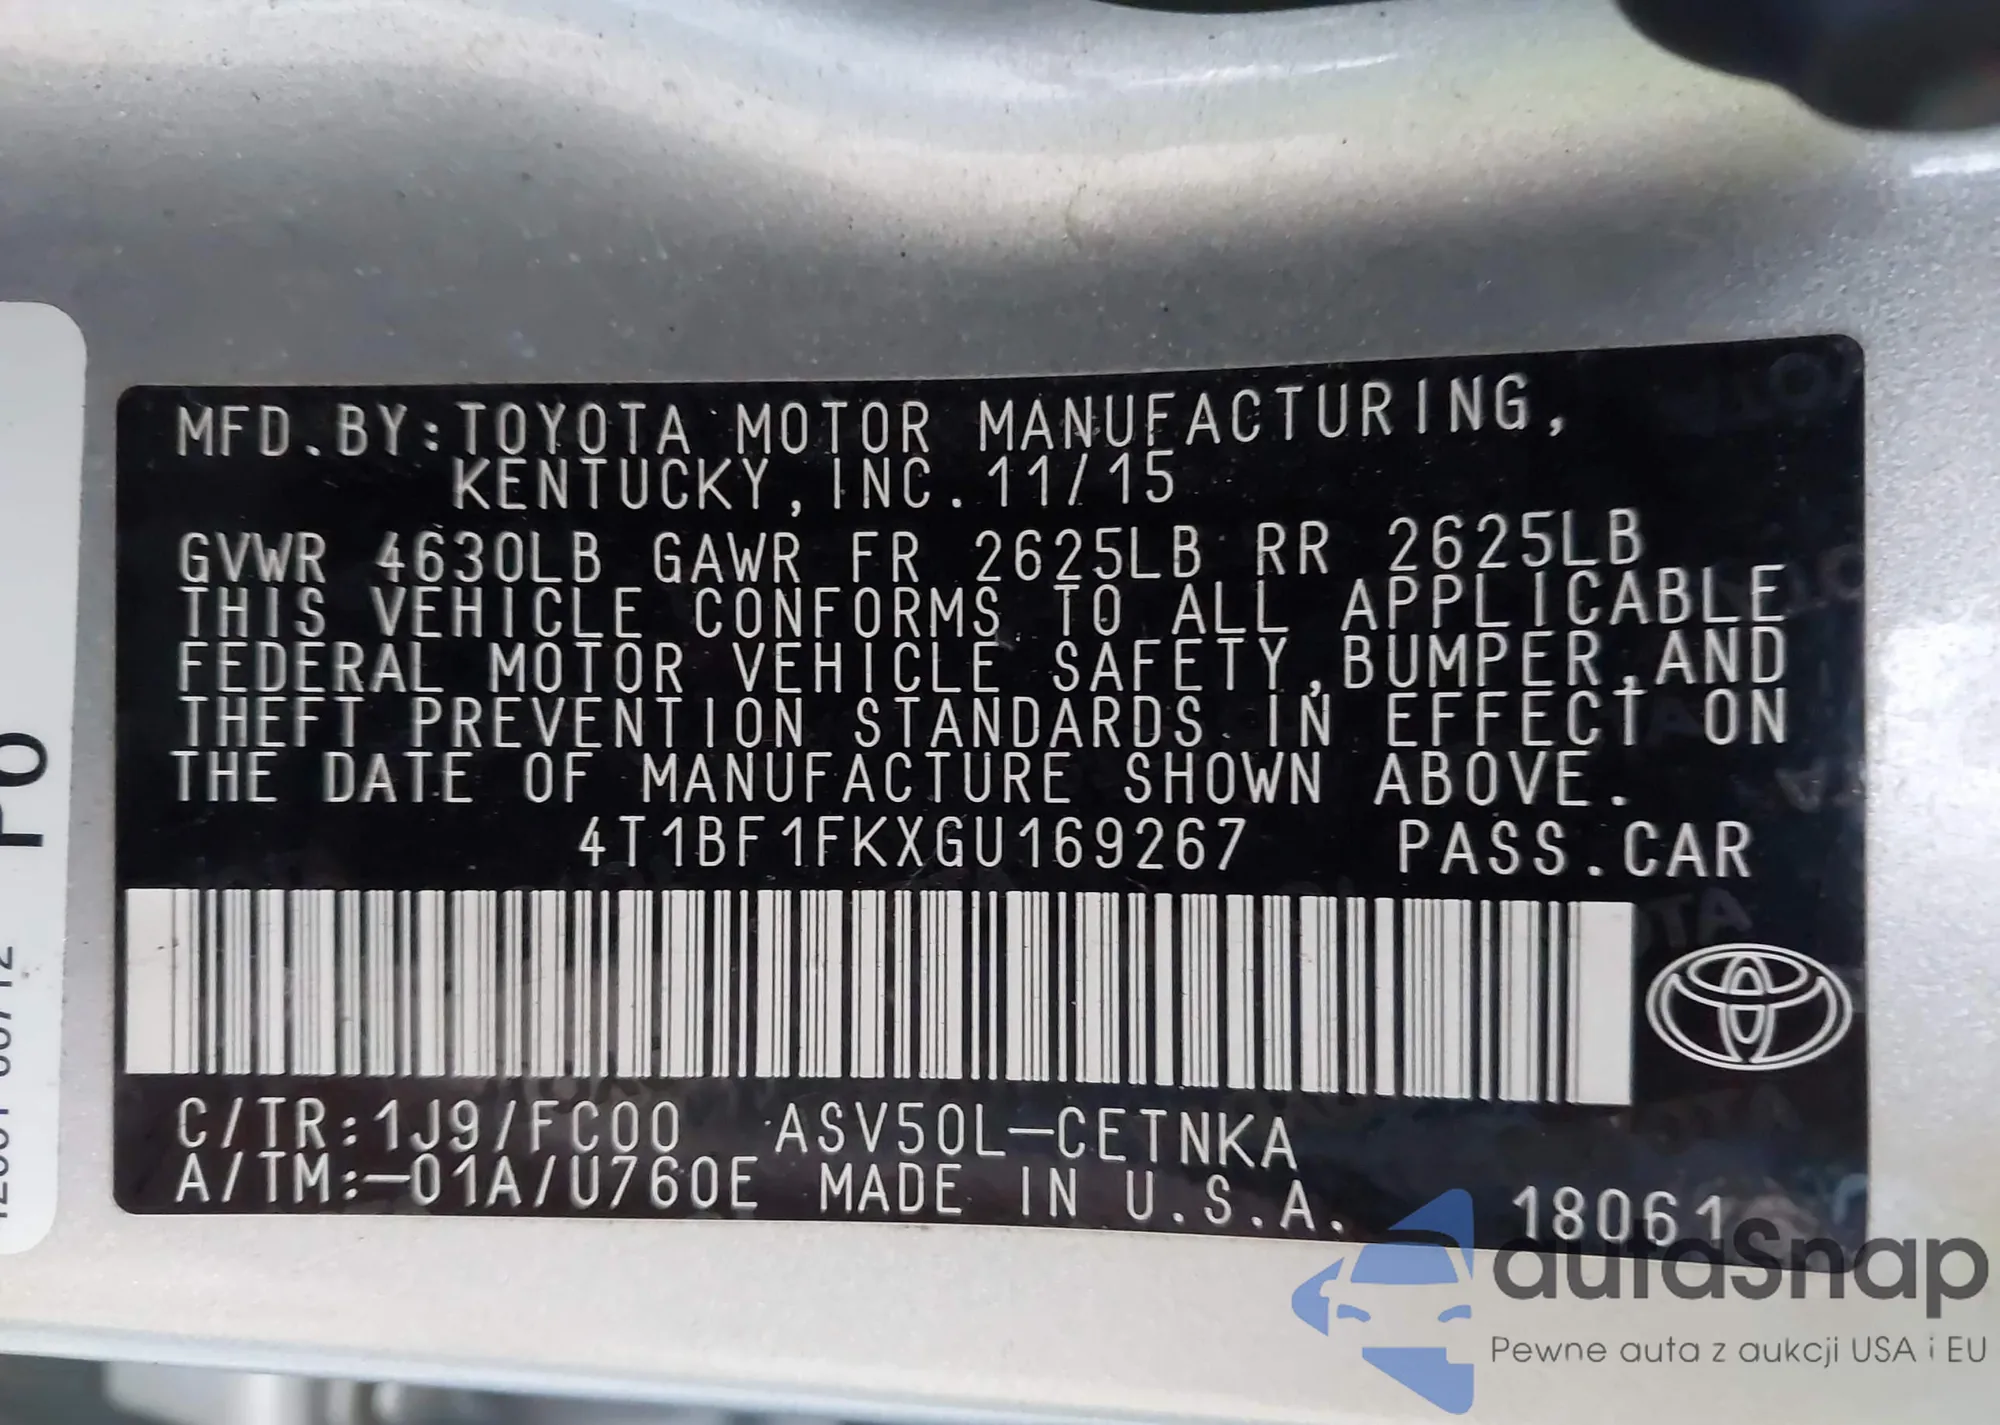 MFD.BY:TOYOTA MOTOR MANUFACTURING,
KENTUCKY,INC.11/15
GVWR 4630LB GAWR FR 2625LB RR 2625LB
THIS VEHICLE CONFORMS TO ALL APPLICABLE
FEDERAL MOTOR VEHICLE SAFETY,BUMPER,AND
THEFT PREVENTION STANDARDS IN EFFECT ON
THE DATE OF MANUFACTURE SHOWN ABOVE.
4T1BF1FKXGU169267 PASS.CAR
C/TR:1J9/FC00 ASV50L-CETNKA
A/TM:-01A/U760E MADE IN U.S.A. 18061
autaSnap
Pewne auta z aukcji USA i EU